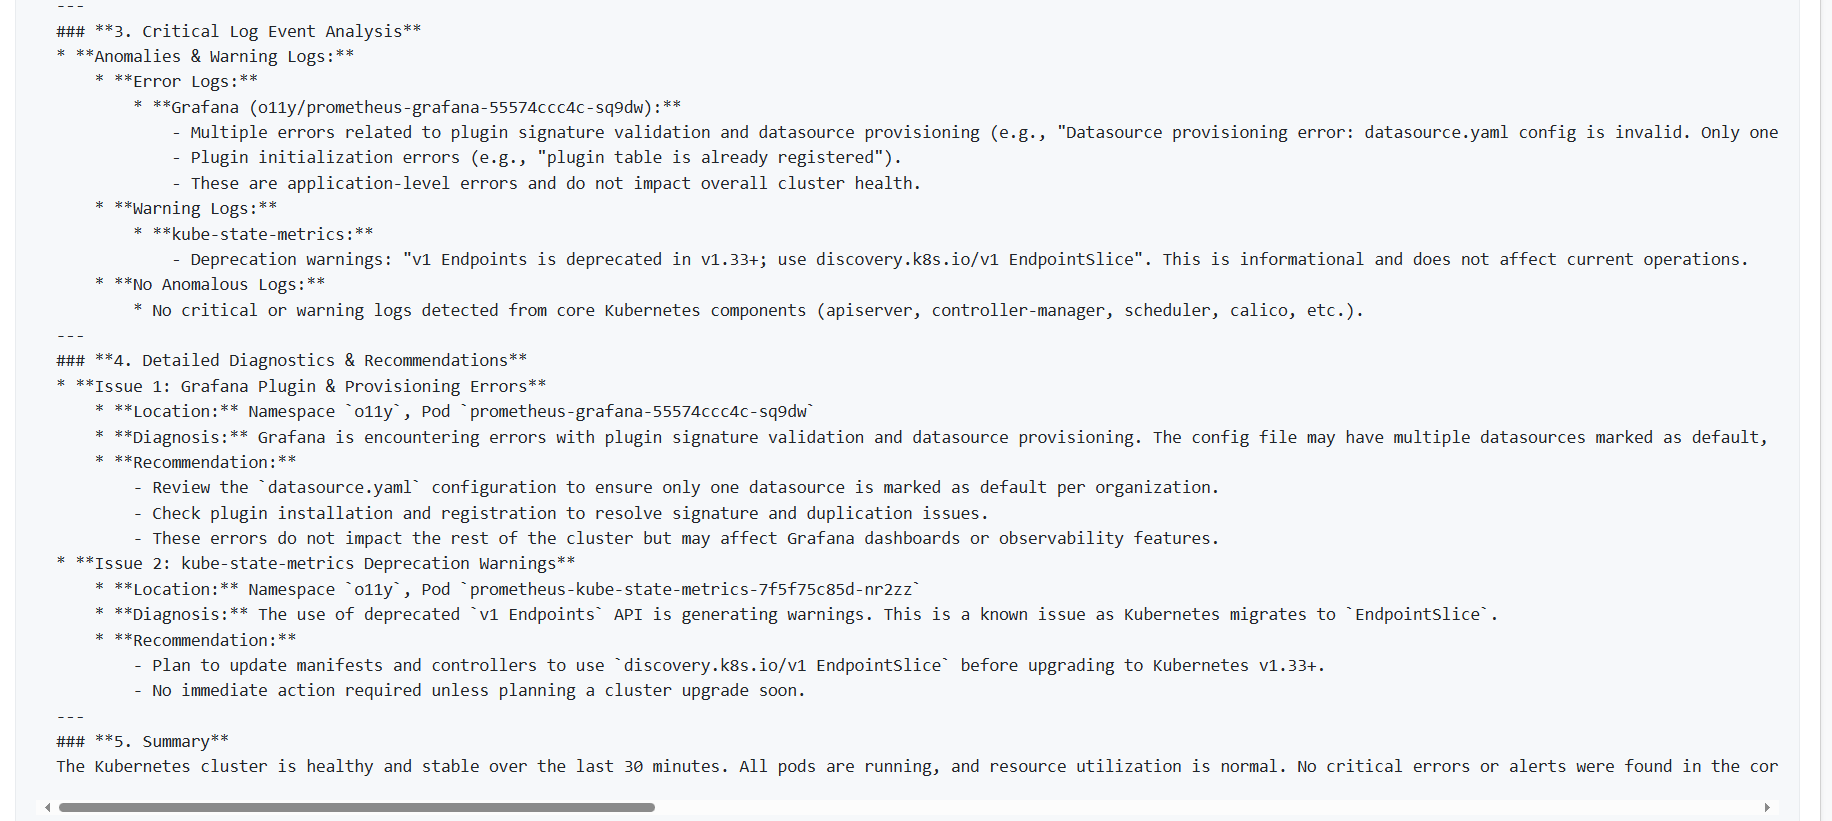 ---
### **3. Critical Log Event Analysis**
* **Anomalies & Warning Logs:**
    * **Error Logs:**
        * **Grafana (o11y/prometheus-grafana-55574ccc4c-sq9dw):**
            - Multiple errors related to plugin signature validation and datasource provisioning (e.g., "Datasource provisioning error: datasource.yaml config is invalid. Only one
            - Plugin initialization errors (e.g., "plugin table is already registered").
            - These are application-level errors and do not impact overall cluster health.
    * **Warning Logs:**
        * **kube-state-metrics:**
            - Deprecation warnings: "v1 Endpoints is deprecated in v1.33+; use discovery.k8s.io/v1 EndpointSlice". This is informational and does not affect current operations.
    * **No Anomalous Logs:**
        * No critical or warning logs detected from core Kubernetes components (apiserver, controller-manager, scheduler, calico, etc.).
---
### **4. Detailed Diagnostics & Recommendations**
* **Issue 1: Grafana Plugin & Provisioning Errors**
    * **Location:** Namespace `o11y`, Pod `prometheus-grafana-55574ccc4c-sq9dw`
    * **Diagnosis:** Grafana is encountering errors with plugin signature validation and datasource provisioning. The config file may have multiple datasources marked as default,
    * **Recommendation:**
        - Review the `datasource.yaml` configuration to ensure only one datasource is marked as default per organization.
        - Check plugin installation and registration to resolve signature and duplication issues.
        - These errors do not impact the rest of the cluster but may affect Grafana dashboards or observability features.
* **Issue 2: kube-state-metrics Deprecation Warnings**
    * **Location:** Namespace `o11y`, Pod `prometheus-kube-state-metrics-7f5f75c85d-nr2zz`
    * **Diagnosis:** The use of deprecated `v1 Endpoints` API is generating warnings. This is a known issue as Kubernetes migrates to `EndpointSlice`.
    * **Recommendation:**
        - Plan to update manifests and controllers to use `discovery.k8s.io/v1 EndpointSlice` before upgrading to Kubernetes v1.33+.
        - No immediate action required unless planning a cluster upgrade soon.
---
### **5. Summary**
The Kubernetes cluster is healthy and stable over the last 30 minutes. All pods are running, and resource utilization is normal. No critical errors or alerts were found in the cor